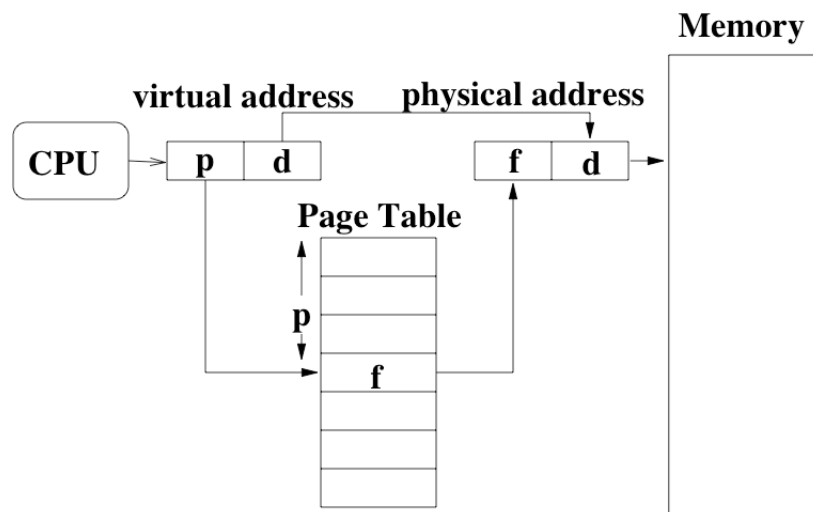 Memory
virtual address physical address
CPU p d f d
Page Table
p
f